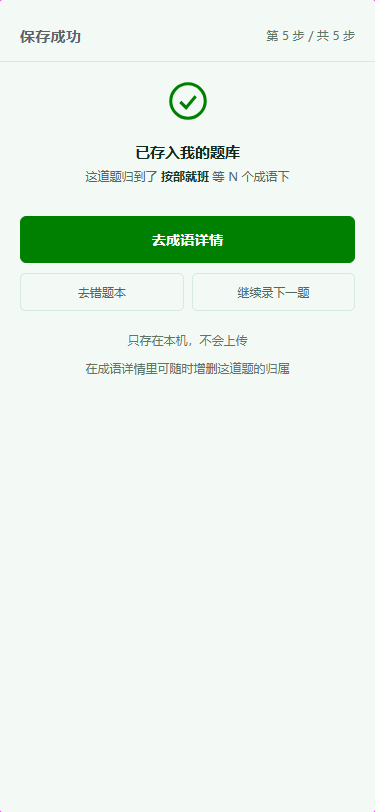 保存成功
第 5 步 / 共 5 步
已存入我的题库
这道题归到了 按部就班 等 N 个成语下
去成语详情
去错题本
继续录下一题
只存在本机，不会上传
在成语详情里可随时增删这道题的归属